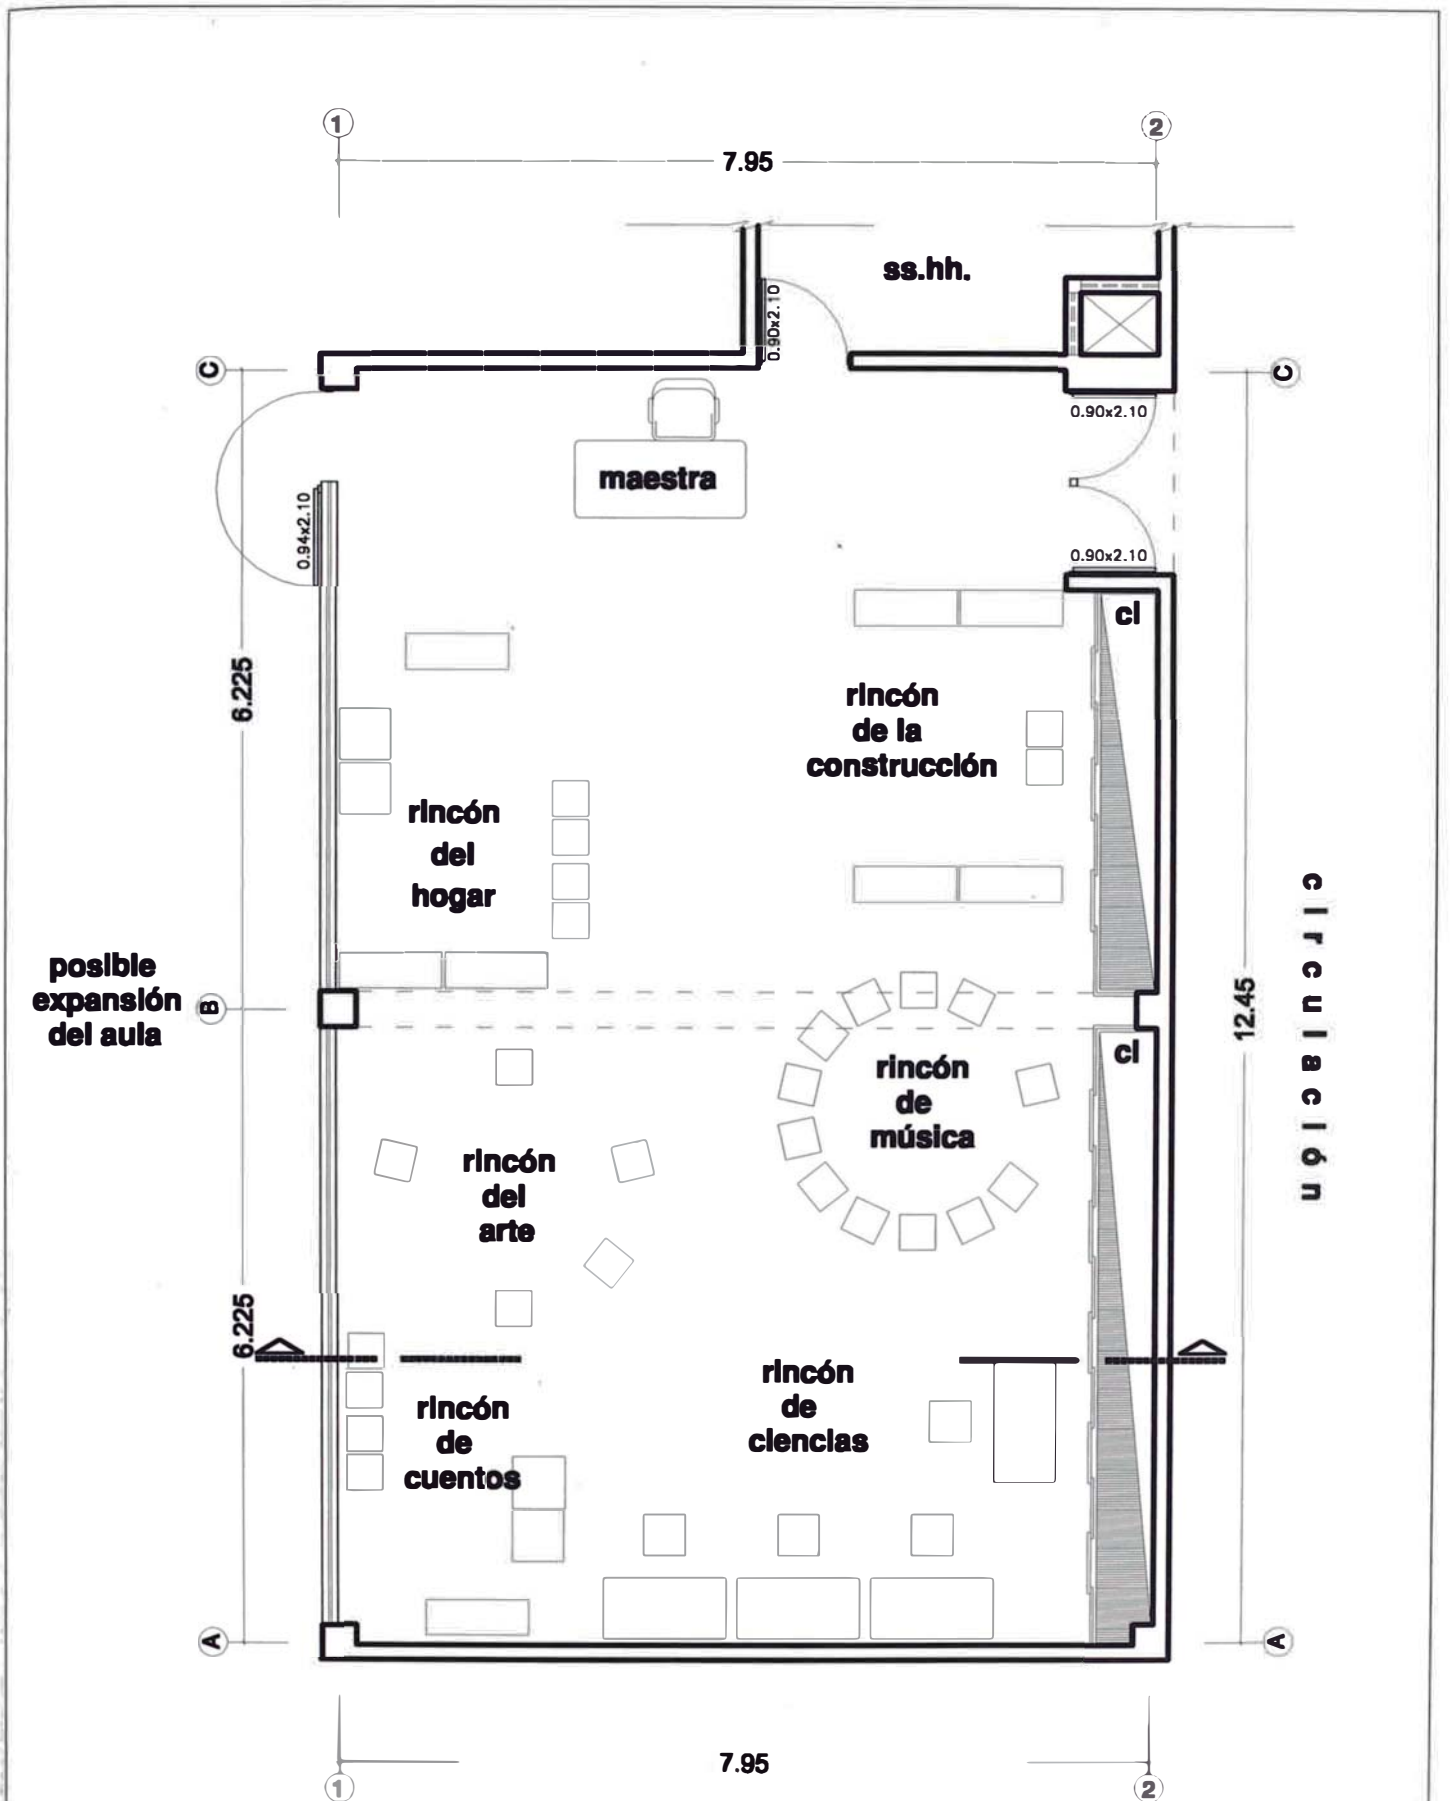 1
2
7.95
ss.hh.
0.90x2.10
C
C
0.90x2.10
maestra
0.94x2.10
0.90x2.10
cl
6.225
rincón
de la
construcción
rincón
del
hogar
posible
expansión
del aula
B
12.45
circulación
cl
rincón
de
música
rincón
del
arte
6.225
rincón
de
ciencias
rincón
de
cuentos
A
A
7.95
1
2